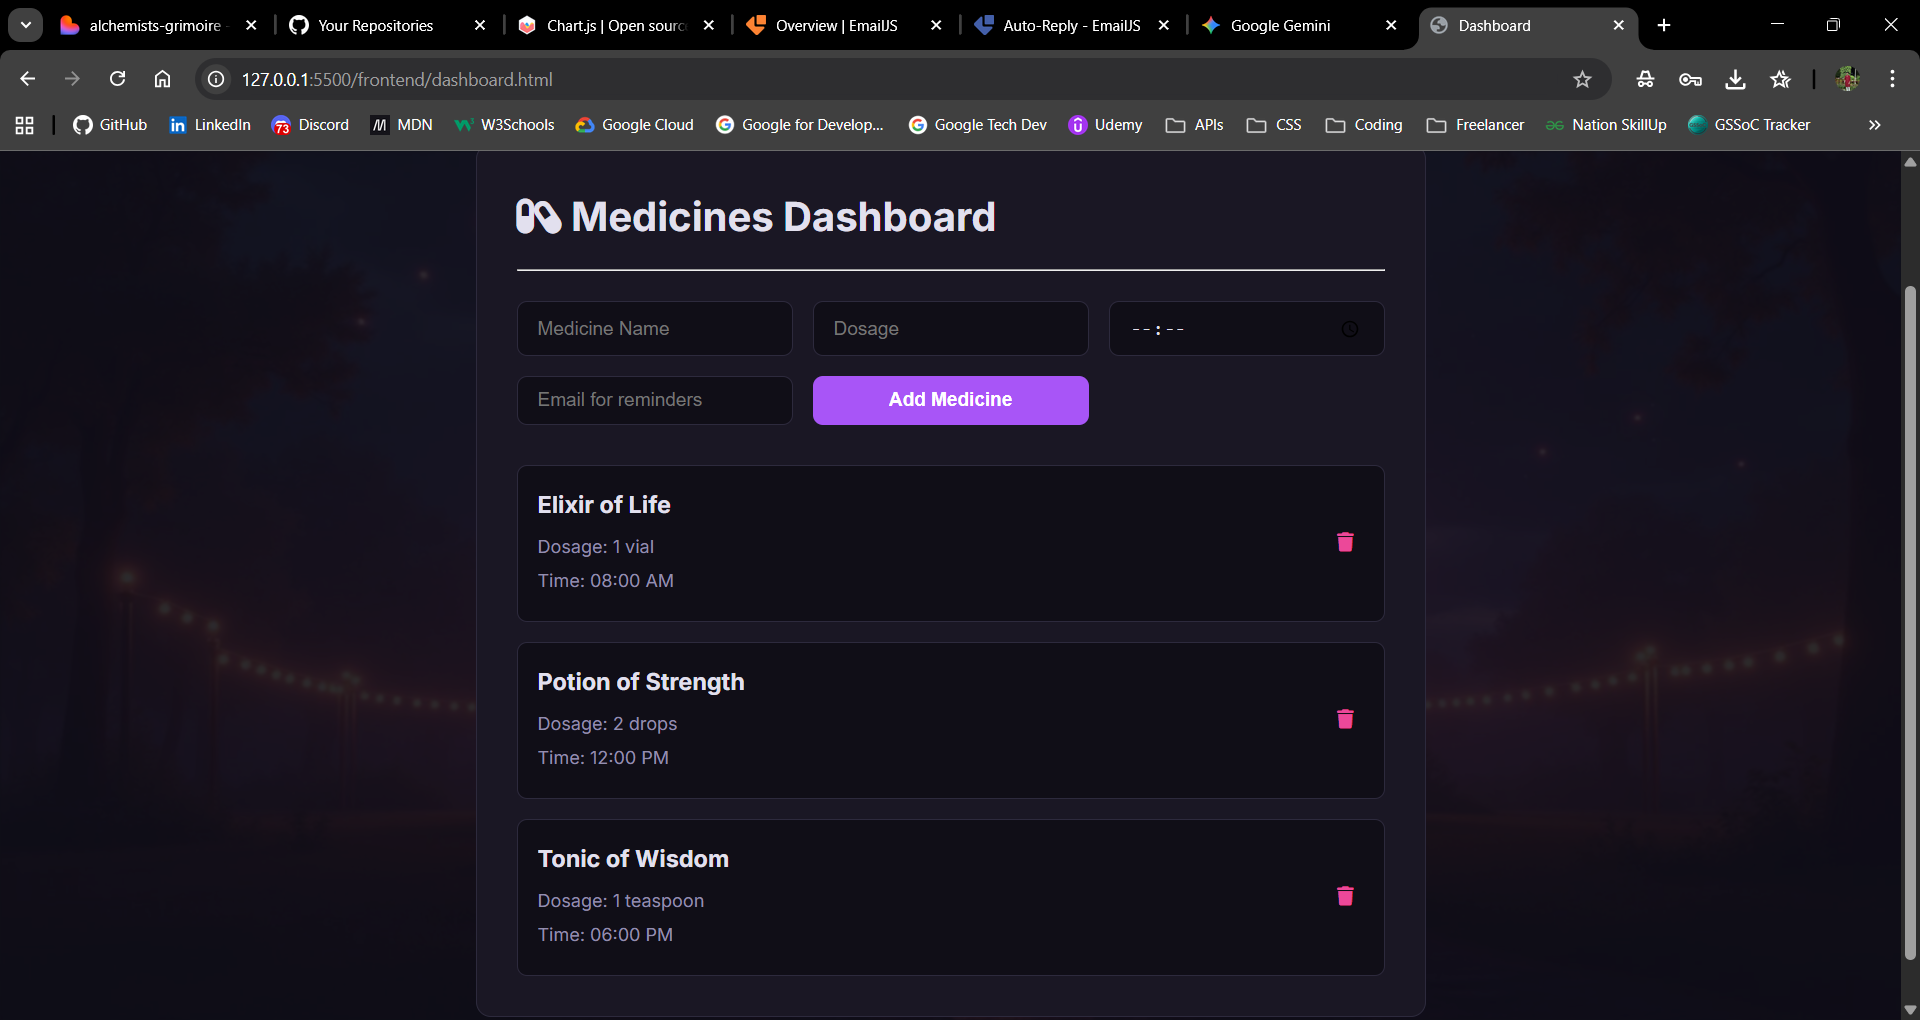 alchemists-grimoire -
Your Repositories
Chart.js | Open sourc
Overview | EmailJS
Auto-Reply - EmailJS
Google Gemini
Dashboard
127.0.0.1:5500/frontend/dashboard.html
GitHub
LinkedIn
73
Discord
MDN
W3Schools
Google Cloud
Google for Develop...
Google Tech Dev
Udemy
APIs
CSS
Coding
Freelancer
Nation SkillUp
GSSoC Tracker
Medicines Dashboard
Medicine Name
Dosage
--:--
Email for reminders
Add Medicine
Elixir of Life
Dosage: 1 vial
Time: 08:00 AM
Potion of Strength
Dosage: 2 drops
Time: 12:00 PM
Tonic of Wisdom
Dosage: 1 teaspoon
Time: 06:00 PM